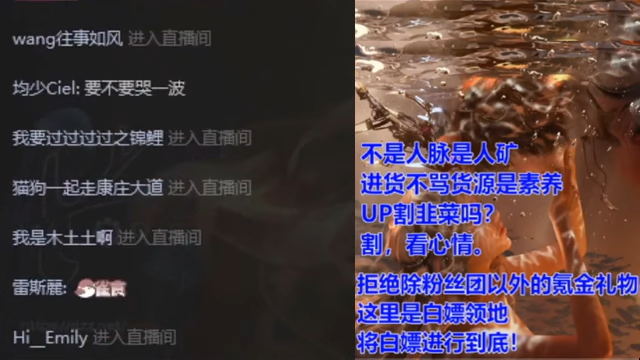 wang往事如风 进入直播间
均少Ciel: 要不要哭一波
我要过过过过之锦鲤 进入直播间
猫狗一起走康庄大道 进入直播间
我是木土土啊 进入直播间
雷斯麗:
Hi__Emily 进入直播间
不是人脉是人矿
进货不骂货源是素养
UP割韭菜吗?
割，看心情。
拒绝除粉丝团以外的氪金礼物
这里是白嫖领地
将白嫖进行到底!